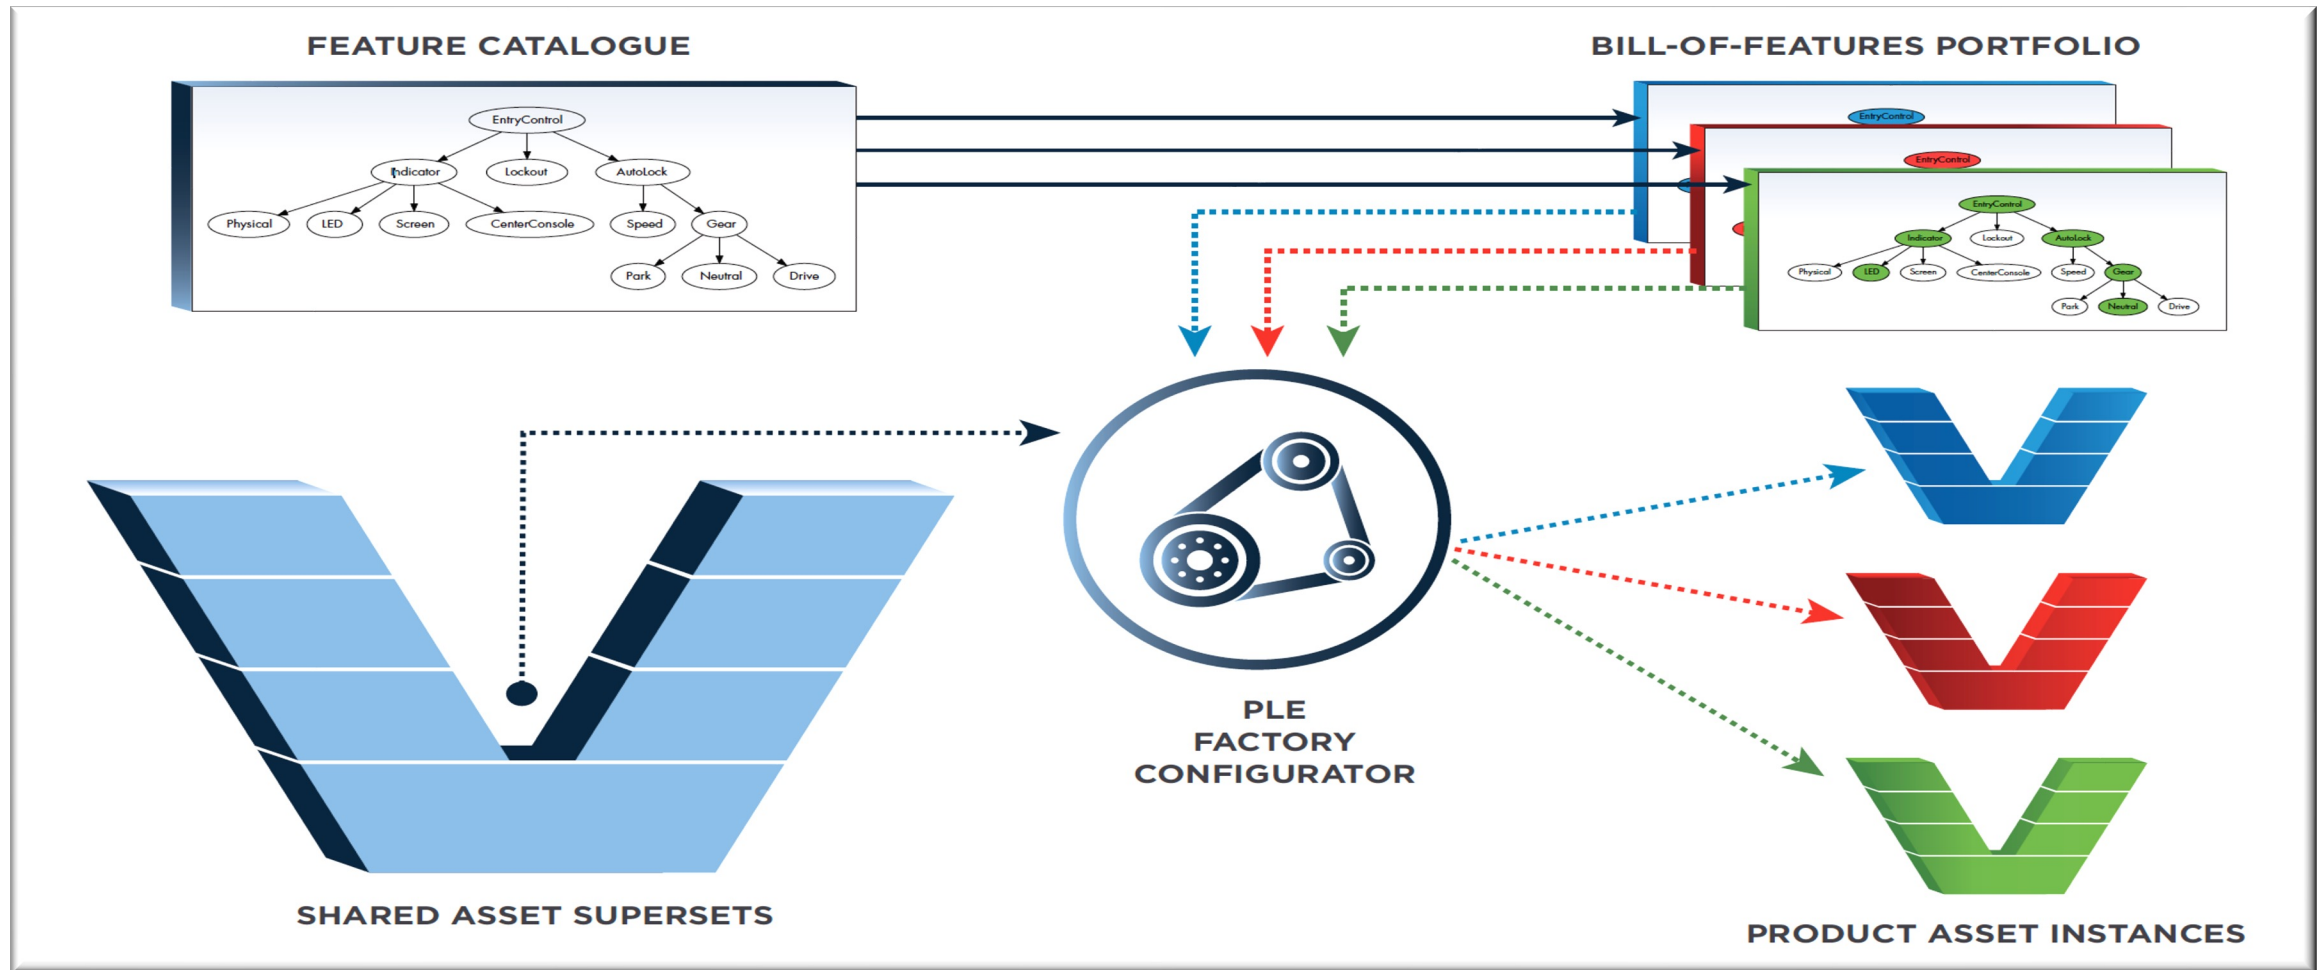 FEATURE CATALOGUE
EntryControl
Indicator Lockout AutoLock
Physical LED Screen CenterConsole Speed Gear
Park Neutral Drive
BILL-OF-FEATURES PORTFOLIO
EntryControl
EntryControl
EntryControl
Indicator Lockout AutoLock
Physical LED Screen CenterConsole Speed Gear
Park Neutral Drive
PLE
FACTORY
CONFIGURATOR
SHARED ASSET SUPERSETS
PRODUCT ASSET INSTANCES